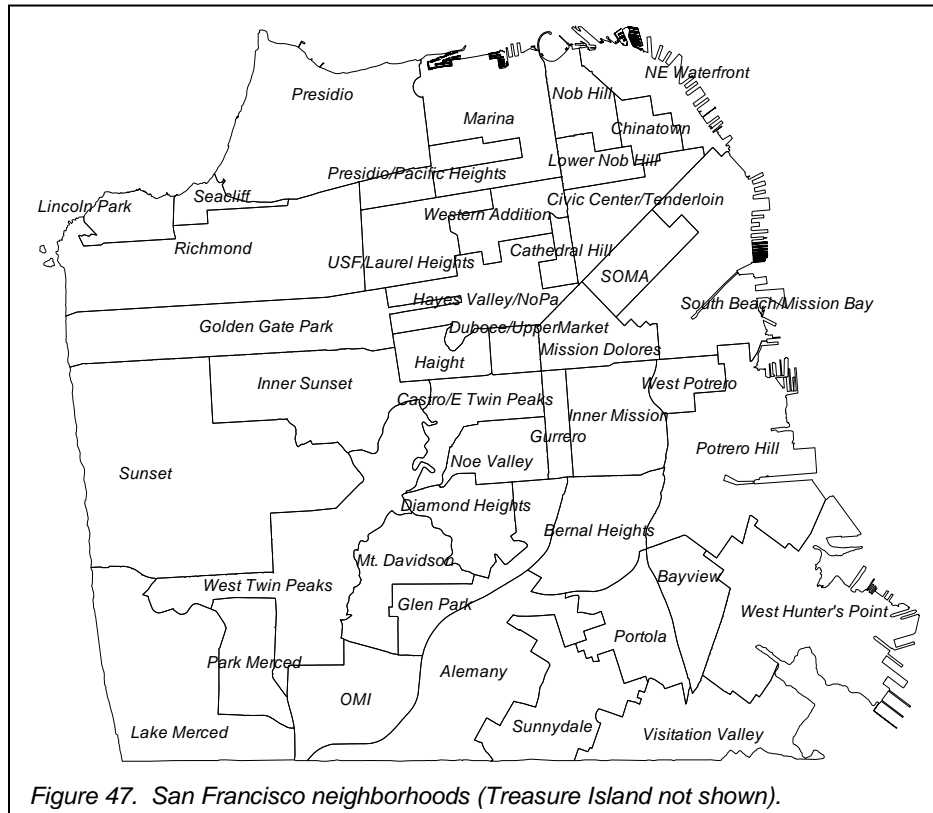 Presidio
Marina
Nob Hill
NE Waterfront
Chinatown
Lower Nob Hill
Presidio/Pacific Heights
Seacliff
Lincoln Park
Civic Center/Tenderloin
Western Addition
Richmond
Cathedral Hill
USF/Laurel Heights
SOMA
Hayes Valley/NoPa
South Beach/Mission Bay
Golden Gate Park
Duboce/UpperMarket
Mission Dolores
Haight
Inner Sunset
West Potrero
Castro/E Twin Peaks
Inner Mission
Gurrero
Potrero Hill
Noe Valley
Sunset
Diamond Heights
Bernal Heights
Mt. Davidson
Bayview
West Twin Peaks
Glen Park
West Hunter's Point
Portola
Park Merced
Alemany
OMI
Sunnydale
Lake Merced
Visitation Valley
Figure 47. San Francisco neighborhoods (Treasure Island not shown).